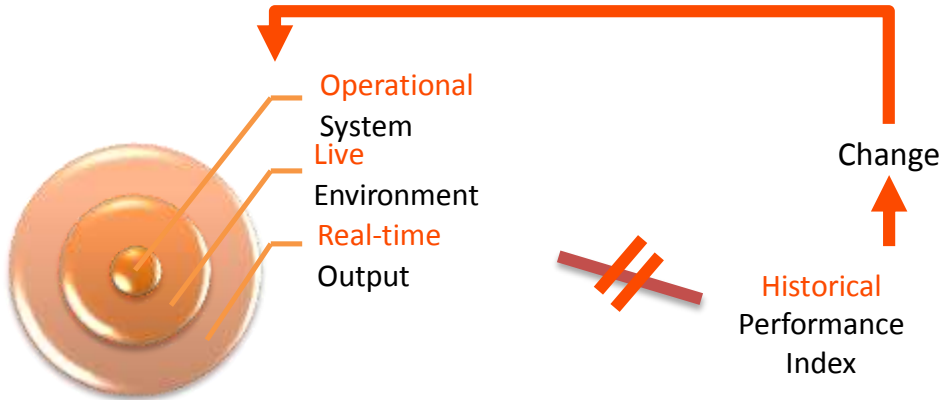 Operational
System
Live
Environment
Real-time
Output
Change
Historical
Performance
Index